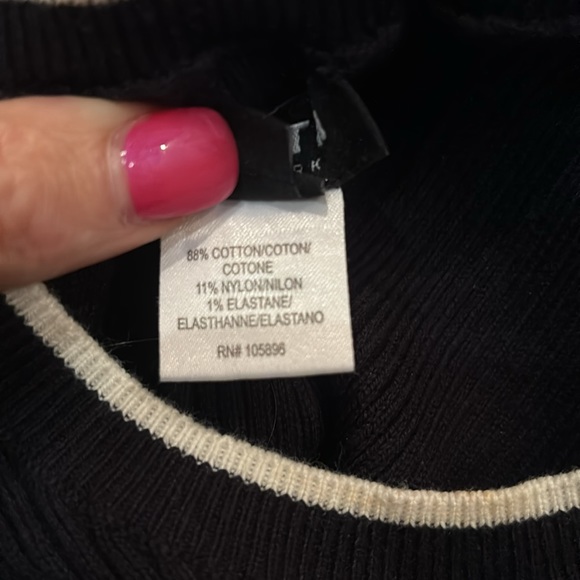 88% COTTON/COTON/
COTONE
11% NYLON/NILON
1% ELASTANE/
ELASTHANNE/ELASTANO
RN# 105896